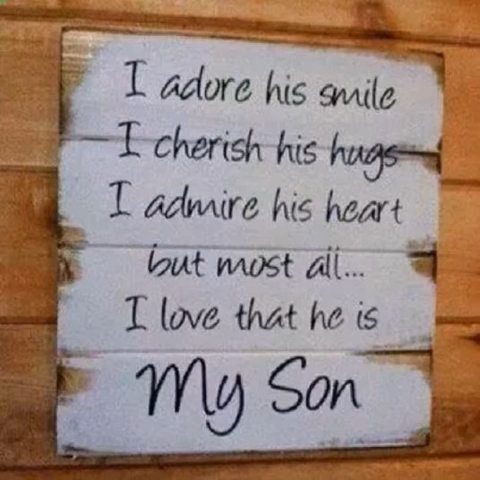 I adore his smile
I cherish his hugs
I admire his heart
but most all...
I love that he is
My Son